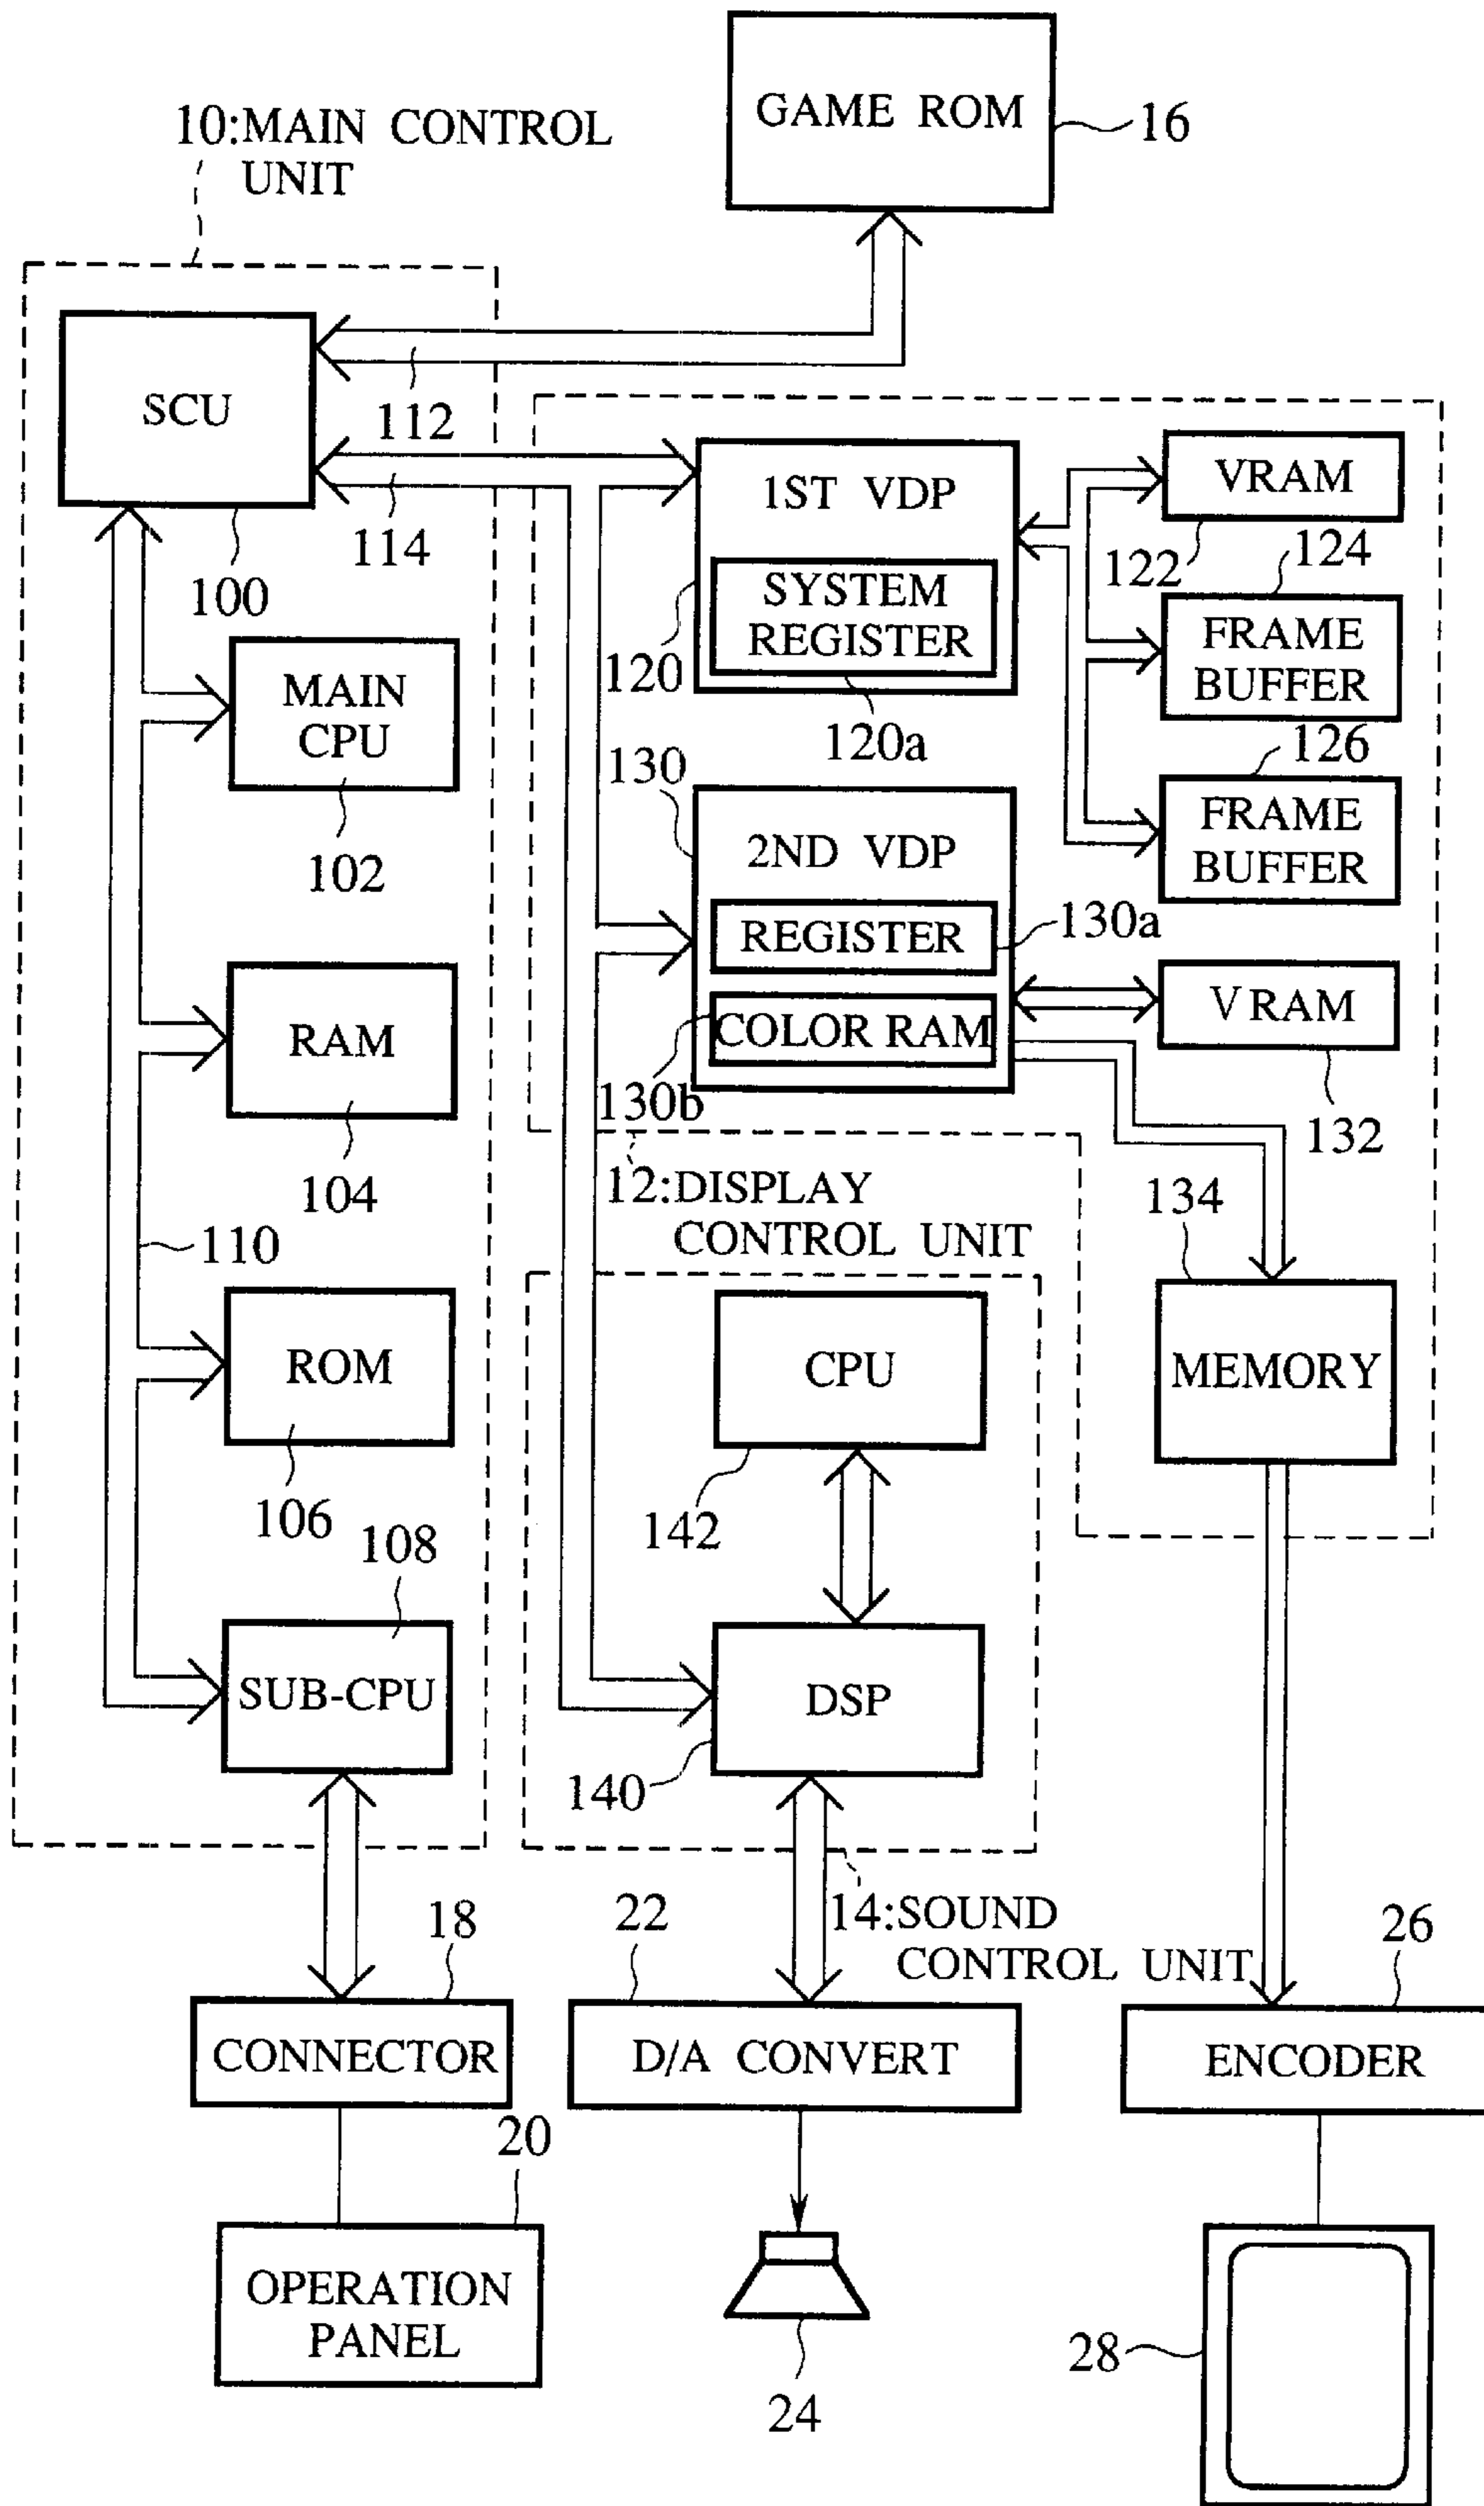 GAME ROM
16
10:MAIN CONTROL
UNIT
SCU
112
114
100
1ST VDP
SYSTEM
REGISTER
120
120a
VRAM
122
124
FRAME
BUFFER
126
FRAME
BUFFER
MAIN
CPU
102
130
2ND VDP
REGISTER
130a
COLOR RAM
130b
VRAM
132
RAM
104
12:DISPLAY
CONTROL UNIT
134
MEMORY
110
ROM
106
CPU
142
108
SUB-CPU
DSP
140
14:SOUND
CONTROL UNIT
18
CONNECTOR
22
D/A CONVERT
26
ENCODER
20
OPERATION
PANEL
24
28